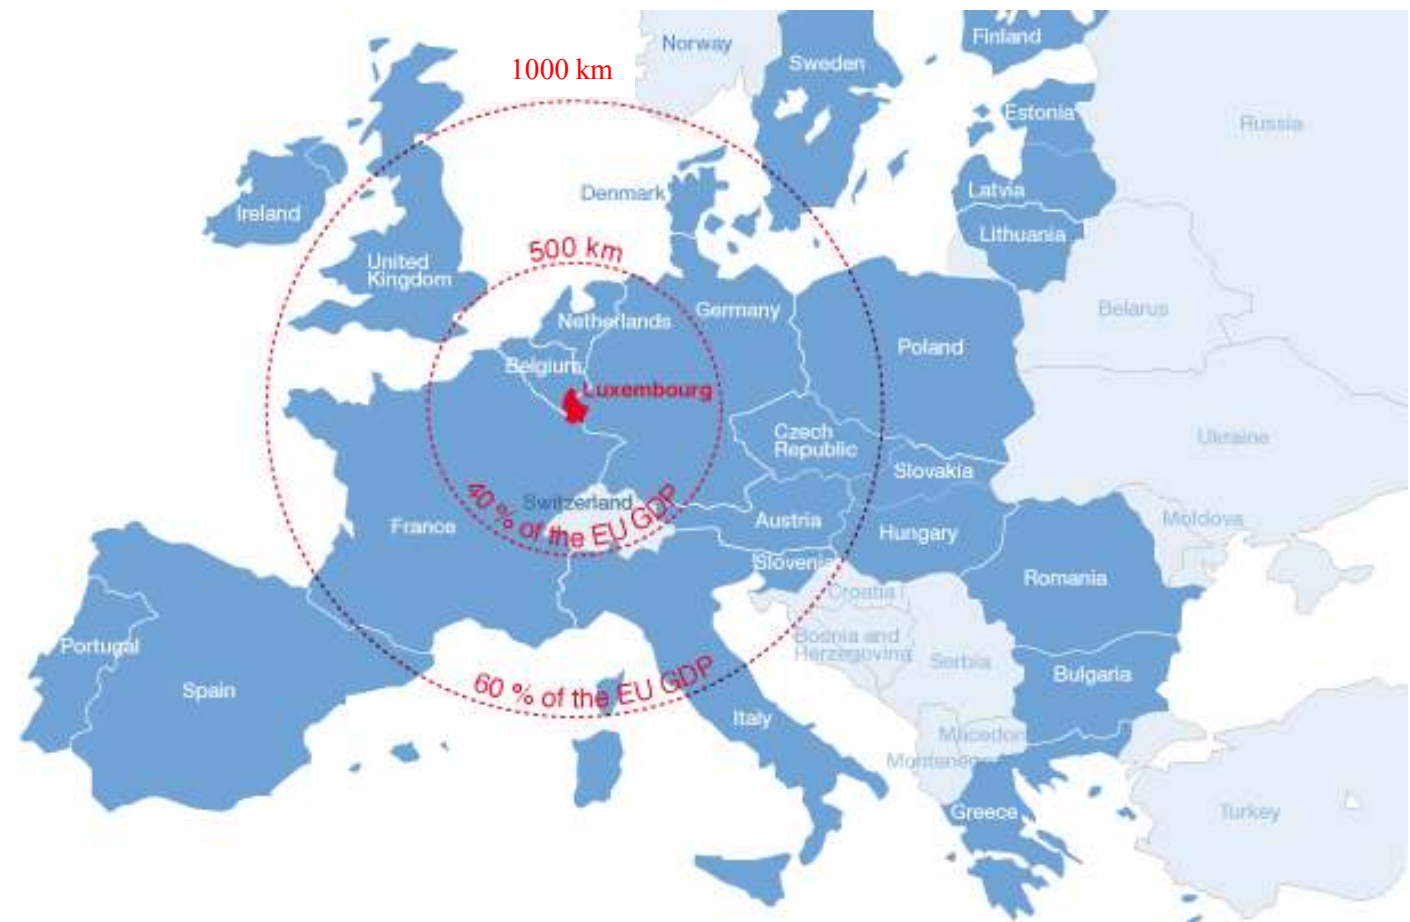 Norway
Finland
Sweden
1000 km
Estonia
Russia
Denmark
Latvia
Ireland
Lithuania
500 km
United
Kingdom
Belarus
Germany
Netherlands
Poland
Belgium
Luxembourg
Czech
Republic
Ukraine
Slovakia
Switzerland
40 % of the EU GDP
Austria
Moldova
France
Hungary
Slovenia
Romania
Croatia
Portugal
Bosnia and
Herzegovina
Serbia
Bulgaria
Spain
60 % of the EU GDP
Italy
Macedon
Montenegro
Greece
Turkey